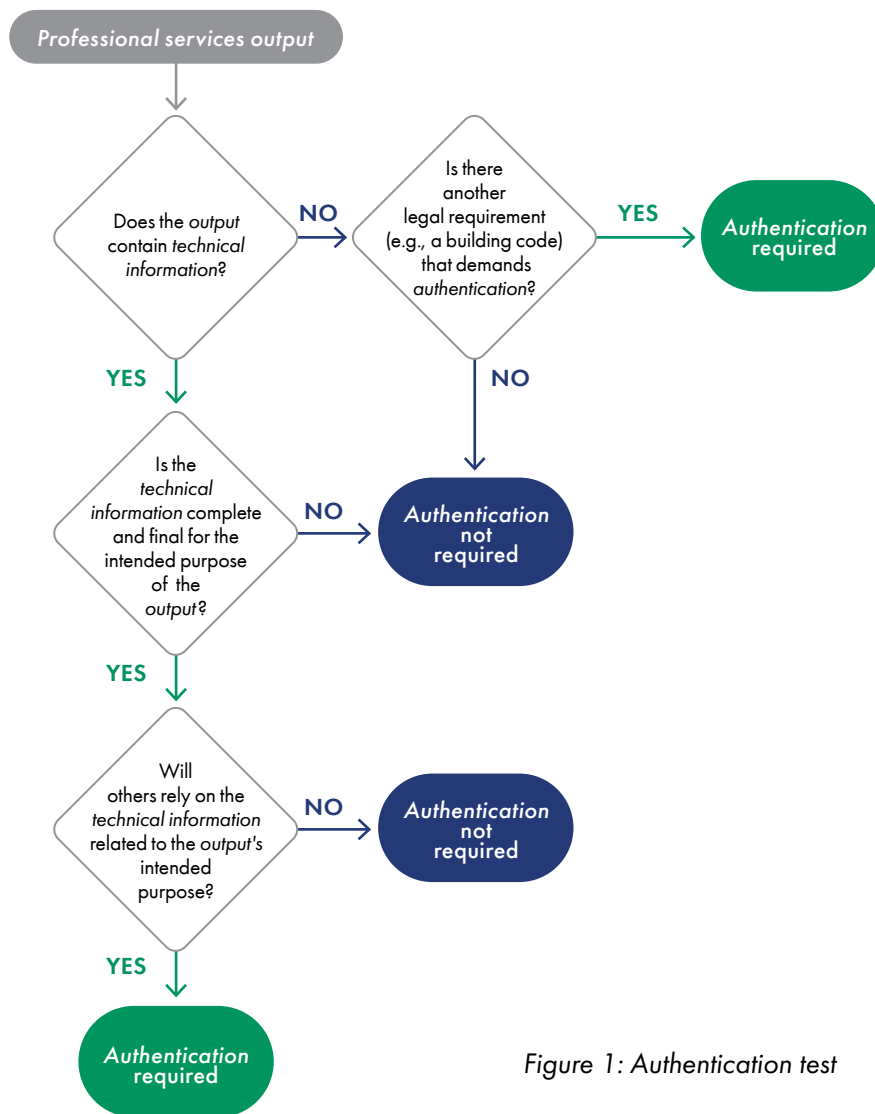 Professional services output
Does the output
contain technical
information?
NO
Is there
another
legal requirement
(e.g., a building code)
that demands
authentication?
YES
Authentication
required
YES
NO
Is the
technical
information complete
and final for the
intended purpose
of the
output?
NO
Authentication
not
required
YES
Will
others rely on the
technical information
related to the output's
intended
purpose?
NO
Authentication
not
required
YES
Authentication
required
Figure 1: Authentication test